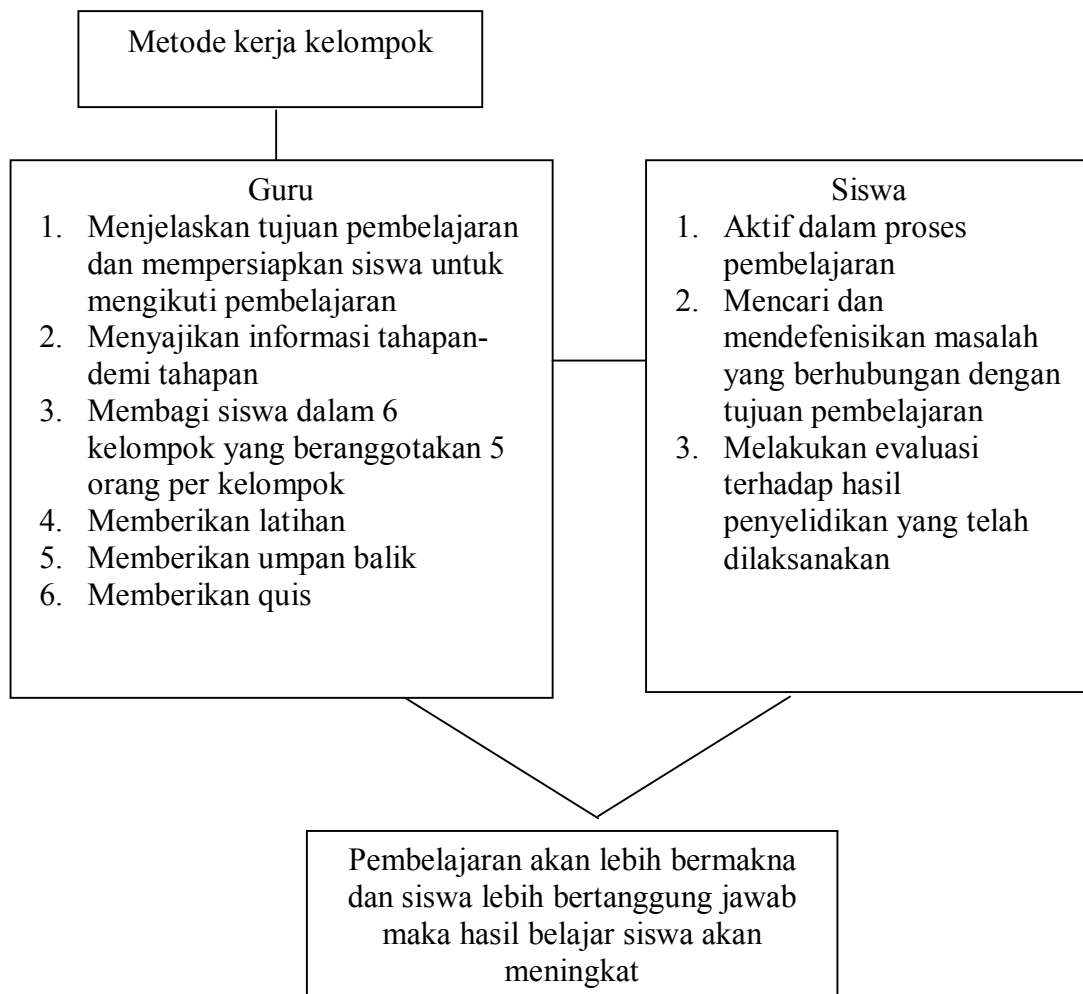 Metode kerja kelompok
Guru
1. Menjelaskan tujuan pembelajaran
dan mempersiapkan siswa untuk
mengikuti pembelajaran
2. Menyajikan informasi tahapan-
demi tahapan
3. Membagi siswa dalam 6
kelompok yang beranggotakan 5
orang per kelompok
4. Memberikan latihan
5. Memberikan umpan balik
6. Memberikan quis
Siswa
1. Aktif dalam proses
pembelajaran
2. Mencari dan
mendefenisikan masalah
yang berhubungan dengan
tujuan pembelajaran
3. Melakukan evaluasi
terhadap hasil
penyelidikan yang telah
dilaksanakan
Pembelajaran akan lebih bermakna
dan siswa lebih bertanggung jawab
maka hasil belajar siswa akan
meningkat